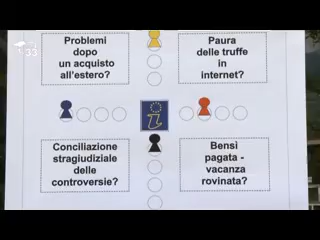 33
Problemi
dopo
un acquisto
all'estero?
Paura
delle truffe
in
internet?
i
Conciliazione
stragiudiziale
delle
controversie?
Bensì
pagata -
vacanza
rovinata?